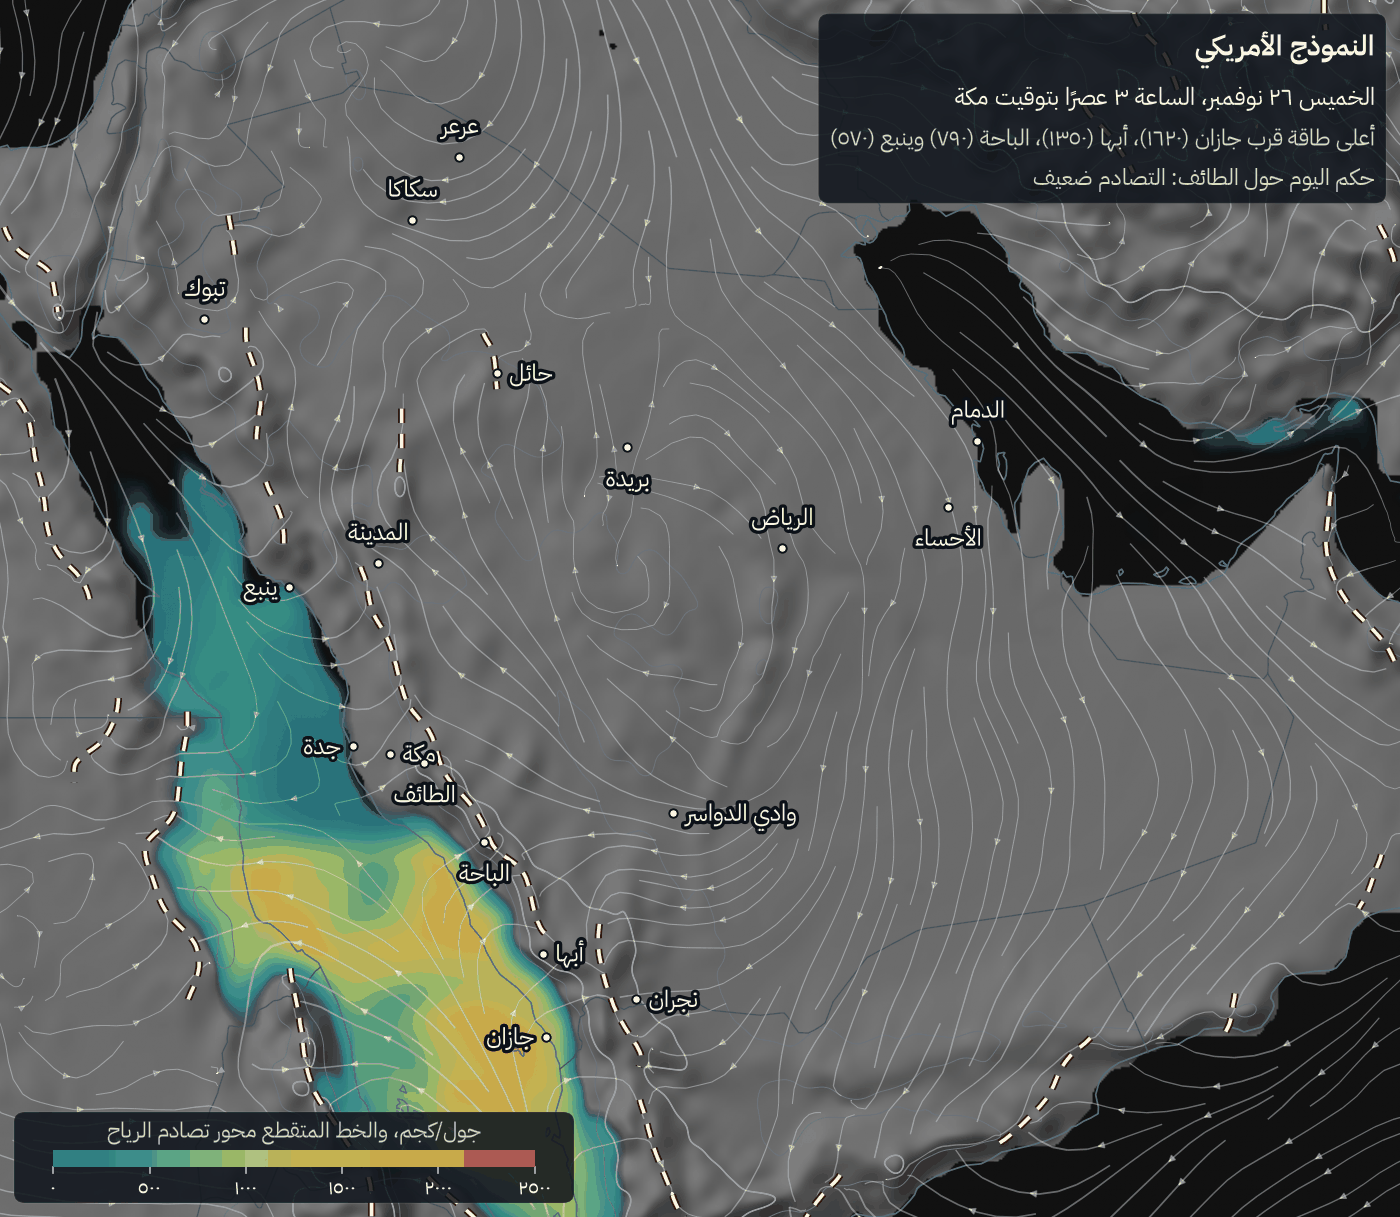 النموذج الأمريكي
الخميس ٢٦ نوفمبر، الساعة ٣ عصرًا بتوقيت مكة
أعلى طاقة قرب جازان (١٦٢٠)، أبها (١٣٥٠)، الباحة (٧٩٠) وينبع (٥٧٠)
حكم اليوم حول الطائف: التصادم ضعيف
عرعر
سكاكا
تبوك
حائل
الدمام
بريدة
الرياض
الأحساء
المدينة
ينبع
جدة
مكة
الطائف
وادي الدواسر
الباحة
أبها
نجران
جازان
جول/كجم، والخط المتقطع محور تصادم الرياح
٠ ٥٠٠ ١٠٠٠ ١٥٠٠ ٢٠٠٠ ٢٥٠٠